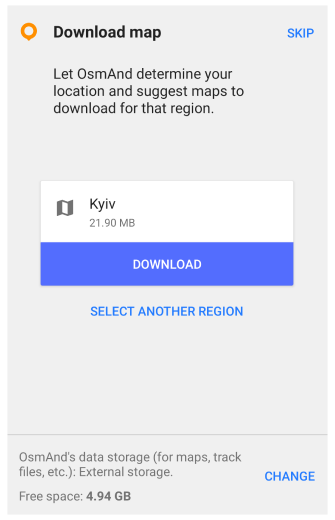 Download map
SKIP
Let OsmAnd determine your
location and suggest maps to
download for that region.
Kyiv
21.90 MB
DOWNLOAD
SELECT ANOTHER REGION
OsmAnd's data storage (for maps, track
files, etc.): External storage.
CHANGE
Free space: 4.94 GB